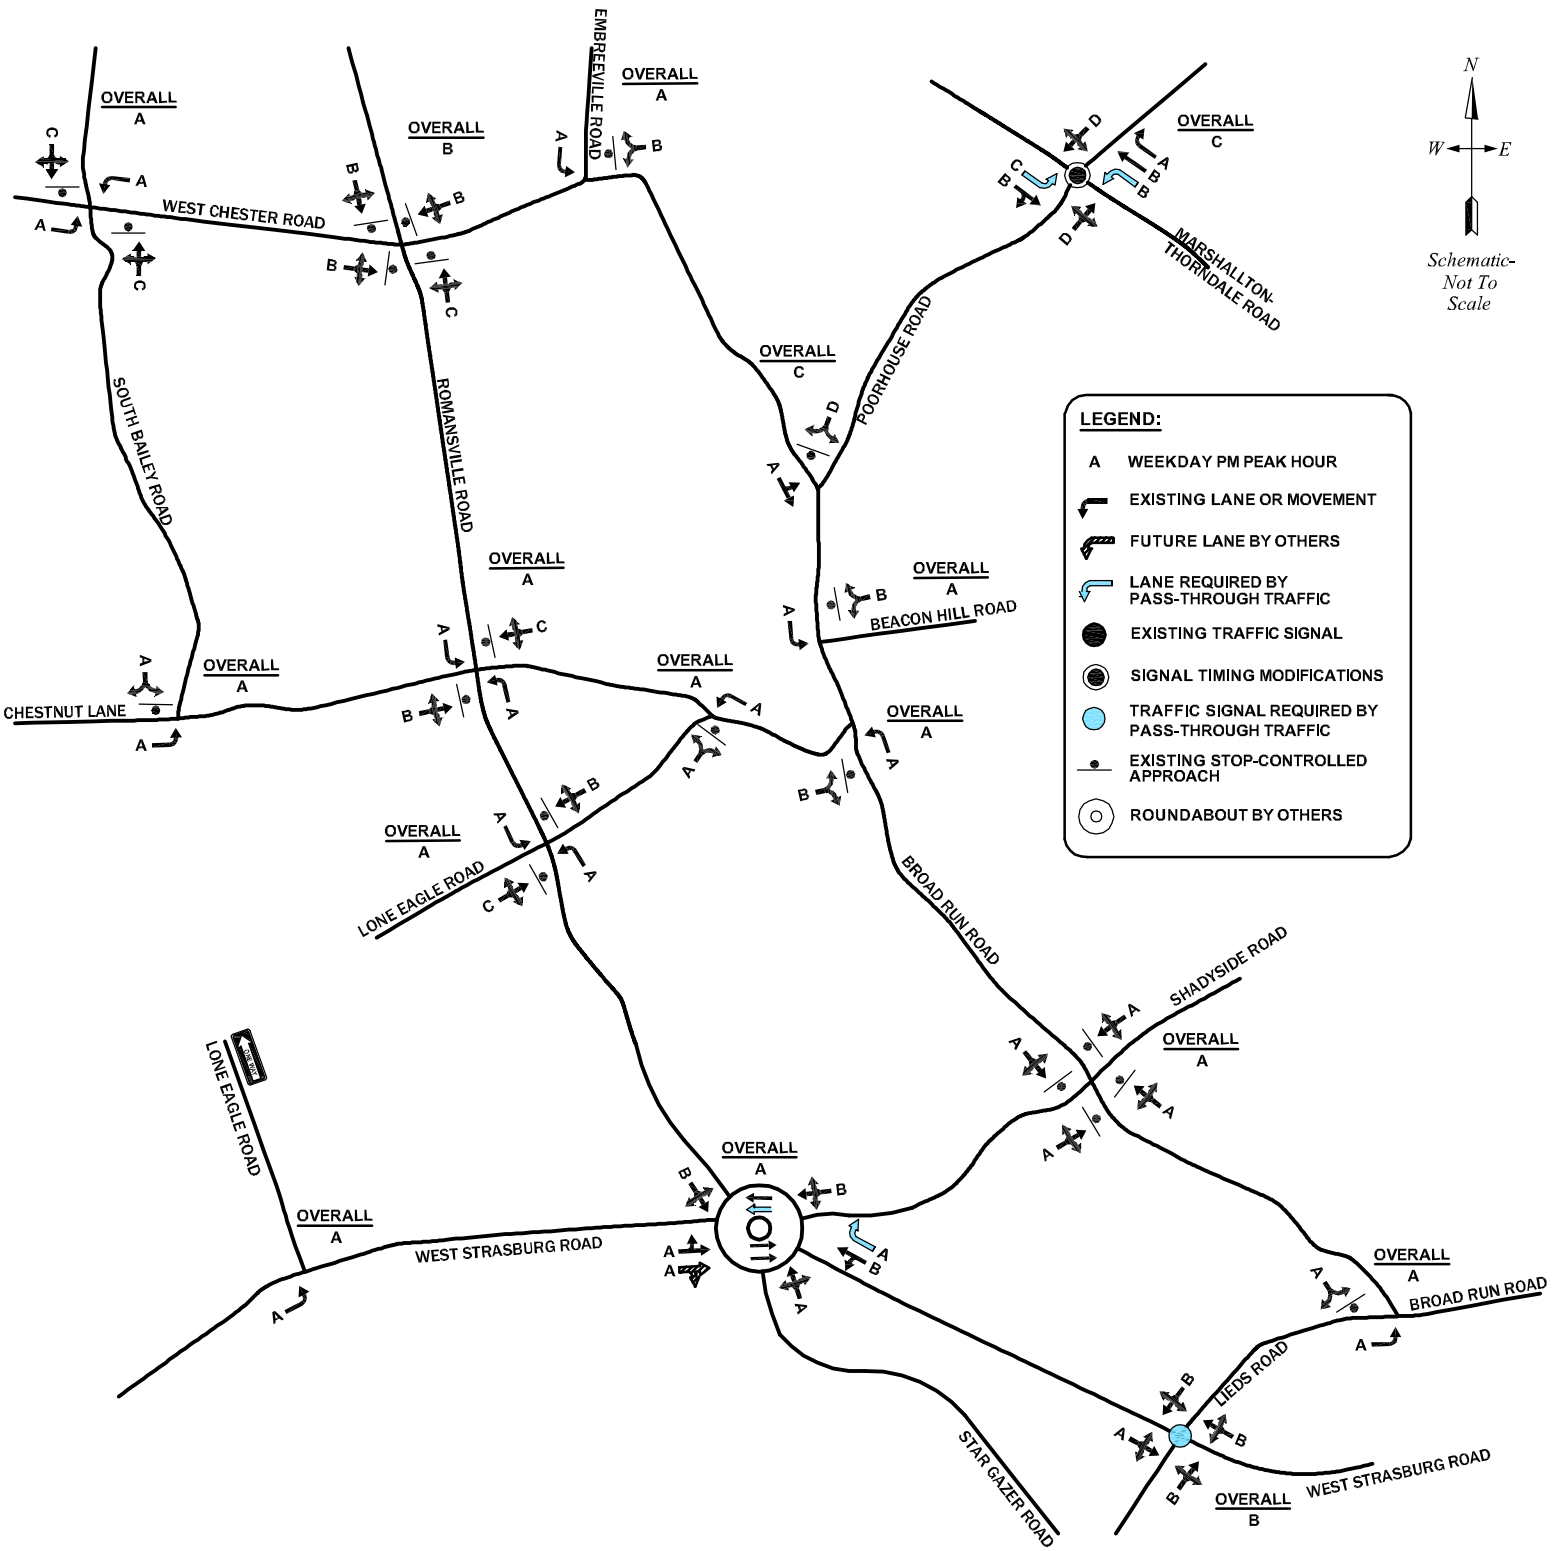 EMBREEVILLE ROAD
OVERALL
A
A
B
OVERALL
A
C
A
A
C
WEST CHESTER ROAD
OVERALL
B
B
B
B
C
OVERALL
C
D
A
B
B
C
B
D
MARSHALLTON-
THORNDALE ROAD
N
W
E
Schematic-
Not To
Scale
POORHOUSE ROAD
OVERALL
C
D
A
SOUTH BAILEY ROAD
ROMANSVILLE ROAD
LEGEND:
A WEEKDAY PM PEAK HOUR
EXISTING LANE OR MOVEMENT
FUTURE LANE BY OTHERS
LANE REQUIRED BY
PASS-THROUGH TRAFFIC
EXISTING TRAFFIC SIGNAL
SIGNAL TIMING MODIFICATIONS
TRAFFIC SIGNAL REQUIRED BY
PASS-THROUGH TRAFFIC
EXISTING STOP-CONTROLLED
APPROACH
ROUNDABOUT BY OTHERS
OVERALL
A
A
C
B
A
OVERALL
A
A
B
BEACON HILL ROAD
OVERALL
A
A
A
CHESTNUT LANE
OVERALL
A
A
A
OVERALL
A
A
B
OVERALL
A
A
B
C
A
LONE EAGLE ROAD
BROAD RUN ROAD
SHADYSIDE ROAD
OVERALL
A
A
A
A
A
ONE WAY
LONE EAGLE ROAD
OVERALL
A
A
WEST STRASBURG ROAD
OVERALL
A
B
B
A
A
A
B
A
STAR GAZER ROAD
OVERALL
A
A
A
BROAD RUN ROAD
LIEDS ROAD
B
A
B
B
OVERALL
B
WEST STRASBURG ROAD